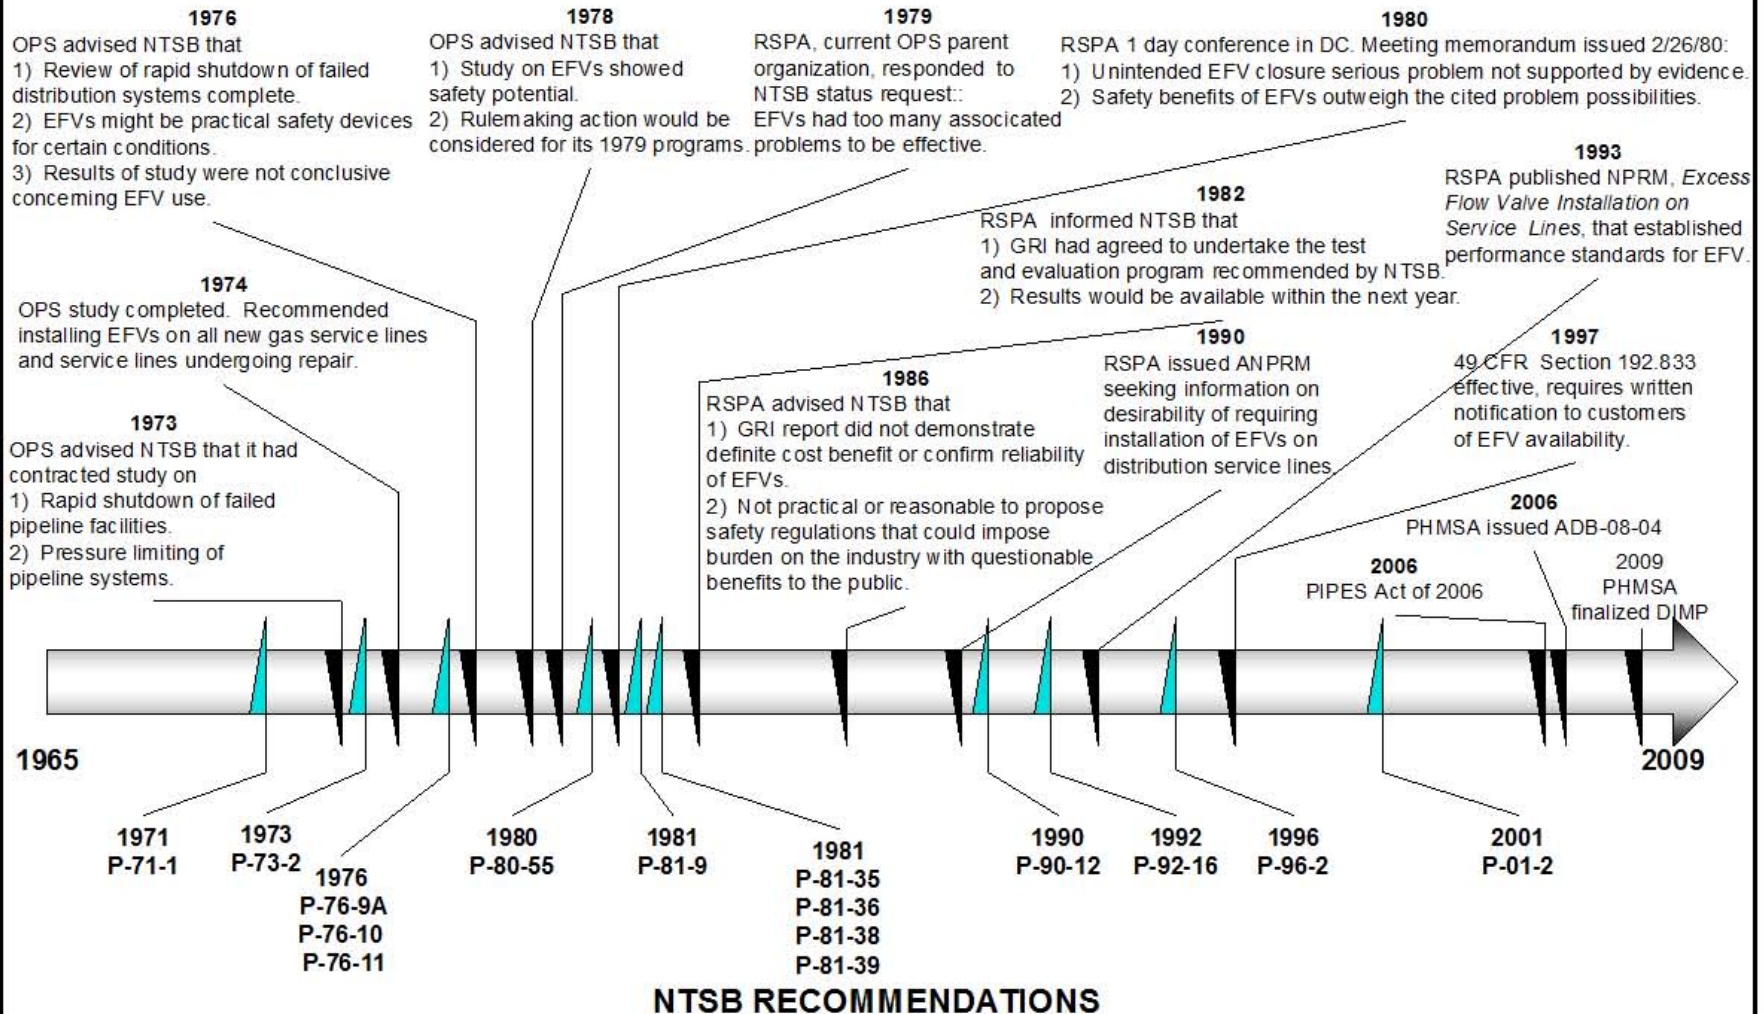 1976
OPS advised NTSB that
1) Review of rapid shutdown of failed
distribution systems complete.
2) EFVs might be practical safety devices
for certain conditions.
3) Results of study were not conclusive
concerning EFV use.
1978
OPS advised NTSB that
1) Study on EFVs showed
safety potential.
2) Rulemaking action would be
considered for its 1979 programs.
1979
RSPA, current OPS parent
organization, responded to
NTSB status request::
EFVs had too many associcated
problems to be effective.
1980
RSPA 1 day conference in DC. Meeting memorandum issued 2/26/80:
1) Unintended EFV closure serious problem not supported by evidence.
2) Safety benefits of EFVs outweigh the cited problem possibilities.
1993
RSPA published NPRM, Excess
Flow Valve Installation on
Service Lines, that established
performance standards for EFV.
1982
RSPA informed NTSB that
1) GRI had agreed to undertake the test
and evaluation program recommended by NTSB.
2) Results would be available within the next year.
1974
OPS study completed. Recommended
installing EFVs on all new gas service lines
and service lines undergoing repair.
1990
RSPA issued ANPRM
seeking information on
desirability of requiring
installation of EFVs on
distribution service lines.
1997
49 CFR Section 192.833
effective, requires written
notification to customers
of EFV availability.
1986
RSPA advised NTSB that
1) GRI report did not demonstrate
definite cost benefit or confirm reliability
of EFVs.
2) Not practical or reasonable to propose
safety regulations that could impose
burden on the industry with questionable
benefits to the public.
1973
OPS advised NTSB that it had
contracted study on
1) Rapid shutdown of failed
pipeline facilities.
2) Pressure limiting of
pipeline systems.
2006
PHMSA issued ADB-08-04
2006
PIPES Act of 2006
2009
PHMSA
finalized DIMP
1965
2009
1971
P-71-1
1973
P-73-2
1976
P-76-9A
P-76-10
P-76-11
1980
P-80-55
1981
P-81-9
1981
P-81-35
P-81-36
P-81-38
P-81-39
1990
P-90-12
1992
P-92-16
1996
P-96-2
2001
P-01-2
NTSB RECOMMENDATIONS